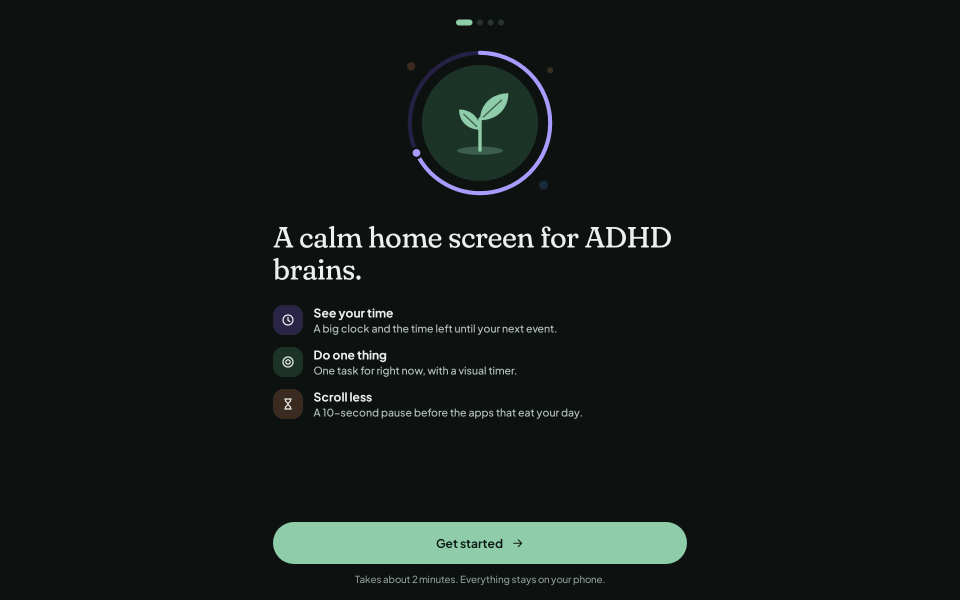 A calm home screen for ADHD
brains.
See your time
A big clock and the time left until your next event.
Do one thing
One task for right now, with a visual timer.
Scroll less
A 10-second pause before the apps that eat your day.
Get started →
Takes about 2 minutes. Everything stays on your phone.